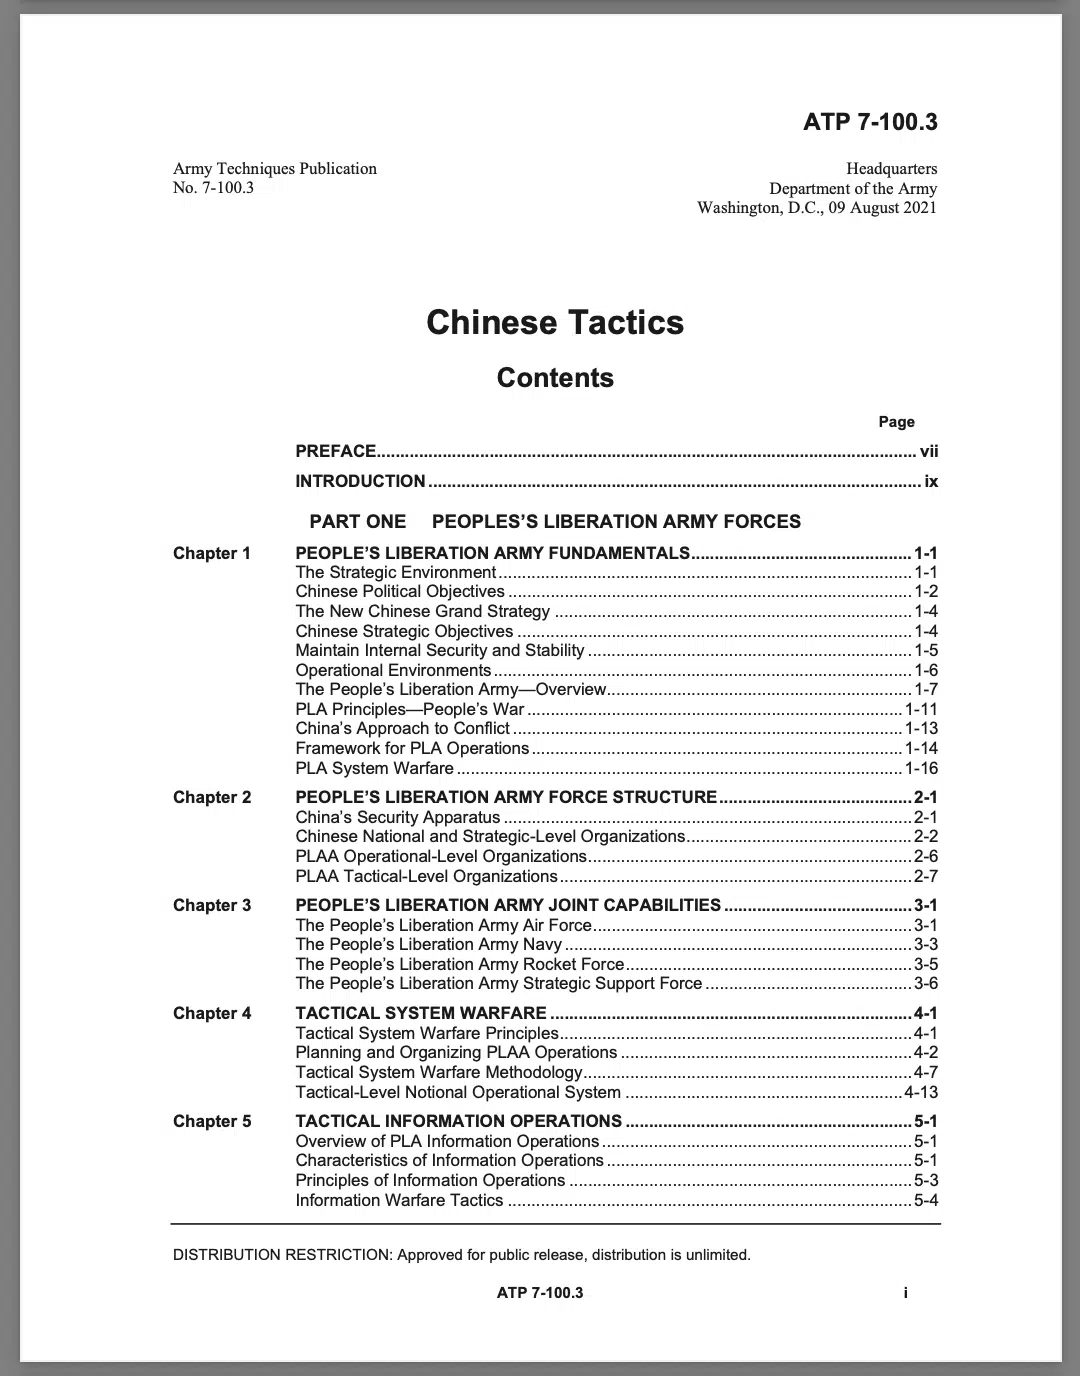 ATP 7-100.3
Army Techniques Publication
No. 7-100.3
Headquarters
Department of the Army
Washington, D.C., 09 August 2021
Chinese Tactics
Contents
Page
PREFACE .......... vii
INTRODUCTION .......... ix
PART ONE PEOPLES’S LIBERATION ARMY FORCES
Chapter 1 PEOPLE’S LIBERATION ARMY FUNDAMENTALS .......... 1-1
The Strategic Environment .......... 1-1
Chinese Political Objectives .......... 1-2
The New Chinese Grand Strategy .......... 1-4
Chinese Strategic Objectives .......... 1-4
Maintain Internal Security and Stability .......... 1-5
Operational Environments .......... 1-6
The People’s Liberation Army—Overview .......... 1-7
PLA Principles—People’s War .......... 1-11
China’s Approach to Conflict .......... 1-13
Framework for PLA Operations .......... 1-14
PLA System Warfare .......... 1-16
Chapter 2 PEOPLE’S LIBERATION ARMY FORCE STRUCTURE .......... 2-1
China’s Security Apparatus .......... 2-1
Chinese National and Strategic-Level Organizations .......... 2-2
PLAA Operational-Level Organizations .......... 2-6
PLAA Tactical-Level Organizations .......... 2-7
Chapter 3 PEOPLE’S LIBERATION ARMY JOINT CAPABILITIES .......... 3-1
The People’s Liberation Army Air Force .......... 3-1
The People’s Liberation Army Navy .......... 3-3
The People’s Liberation Army Rocket Force .......... 3-5
The People’s Liberation Army Strategic Support Force .......... 3-6
Chapter 4 TACTICAL SYSTEM WARFARE .......... 4-1
Tactical System Warfare Principles .......... 4-1
Planning and Organizing PLAA Operations .......... 4-2
Tactical System Warfare Methodology .......... 4-7
Tactical-Level Notional Operational System .......... 4-13
Chapter 5 TACTICAL INFORMATION OPERATIONS .......... 5-1
Overview of PLA Information Operations .......... 5-1
Characteristics of Information Operations .......... 5-1
Principles of Information Operations .......... 5-3
Information Warfare Tactics .......... 5-4
DISTRIBUTION RESTRICTION: Approved for public release, distribution is unlimited.
ATP 7-100.3 i